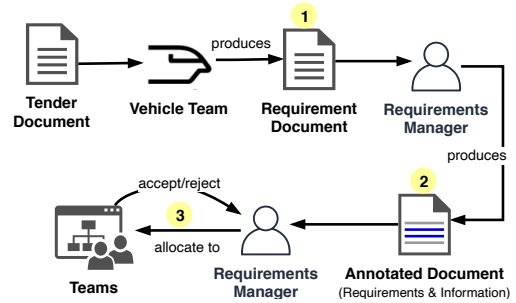 1
produces
Tender
Document
Vehicle Team
Requirement
Document
Requirements
Manager
produces
2
accept/reject
3
allocate to
Teams
Requirements
Manager
Annotated Document
(Requirements & Information)